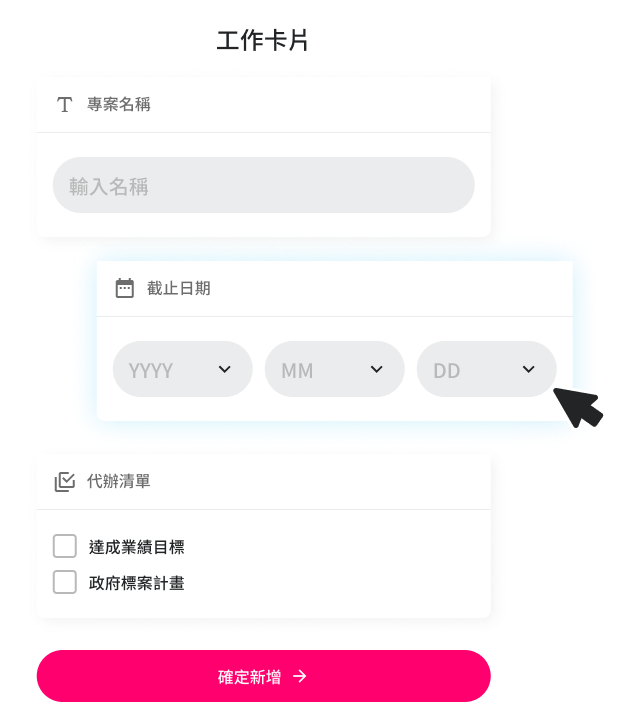 工作卡片
專案名稱
輸入名稱
截止日期
YYYY MM DD
代辦清單
達成業績目標
政府標案計畫
確定新增 →